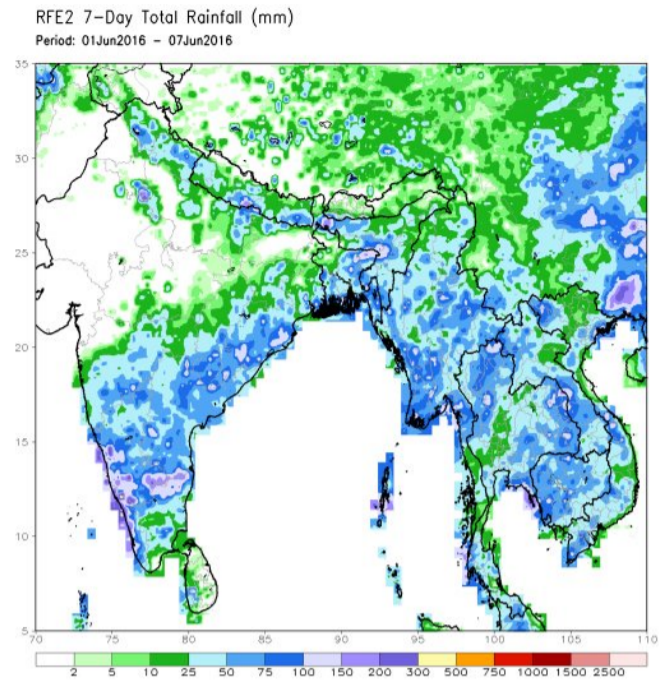 RFE2 7-Day Total Rainfall (mm)
Period: 01Jun2016 – 07Jun2016
35
30
25
20
15
10
5
70 75 80 85 90 95 100 105 110
2 5 10 25 50 75 100 150 200 300 500 750 1000 1500 2500